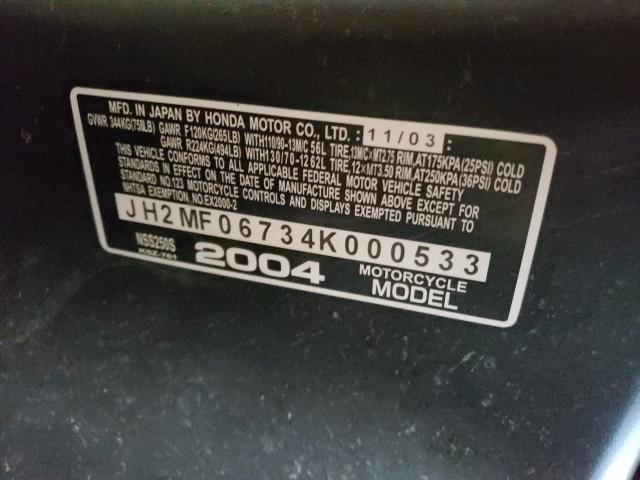 MFD. IN JAPAN BY HONDA MOTOR CO., LTD. : 11/03 :
GVWR 344KG(758LB) GAWR F120KG(265LB) WITH110/90-13M/C 56L TIRE,13M/C×MT2.75 RIM,AT175KPA(25PSI) COLD
GAWR R224KG(494LB) WITH130/70-12 62L TIRE,12×MT3.50 RIM,AT250KPA(36PSI) COLD
THIS VEHICLE CONFORMS TO ALL APPLICABLE FEDERAL MOTOR VEHICLE SAFETY
STANDARDS IN EFFECT ON THE DATE OF MANUFACTURE SHOWN ABOVE EXCEPT FOR
STANDARD NO.123 MOTORCYCLE CONTROLS AND DISPLAYS EXEMPTED PURSUANT TO
NHTSA EXEMPTION NO.EX2000-2
JH2MF06734K000533
NSS250S
KSZ-761
2004
MOTORCYCLE
MODEL